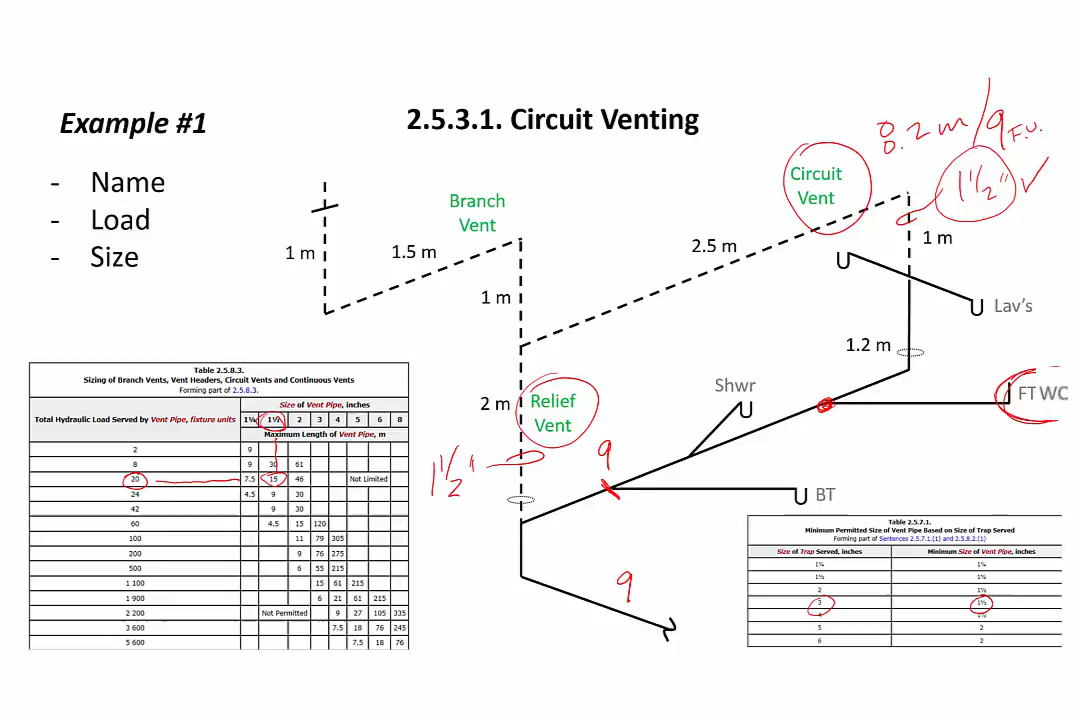 Example #1
2.5.3.1. Circuit Venting
- Name
- Load
- Size
8.2 m / 9 F.U.
1 1/2"
Circuit
Vent
Branch
Vent
1 m
1.5 m
2.5 m
1 m
1 m
Lav's
1.2 m
Shwr
FT WC
2 m
Relief
Vent
1 1/2"
9
BT
9
Table 2.5.8.3.
Sizing of Branch Vents, Vent Headers, Circuit Vents and Continuous Vents
Forming part of 2.5.8.3.
Total Hydraulic Load Served by Vent Pipe, fixture units
Size of Vent Pipe, inches
1¼ 1½ 2 3 4 5 6 8
Maximum Length of Vent Pipe, m
2 9
8 9 30 61
20 7.5 15 46 Not Limited
24 4.5 9 30
42 9 30
60 4.5 15 120
100 11 79 305
200 9 76 275
500 6 55 215
1 100 15 61 215
1 900 6 21 61 215
2 200 Not Permitted 9 27 105 335
3 600 7.5 18 76 245
5 600 7.5 18 76
Table 2.5.7.1.
Minimum Permitted Size of Vent Pipe Based on Size of Trap Served
Forming part of Sentences 2.5.7.1.(1) and 2.5.8.2.(1)
Size of Trap Served, inches Minimum Size of Vent Pipe, inches
1¼ 1¼
1½ 1¼
2 1½
3 1½
4 1½
5 2
6 2